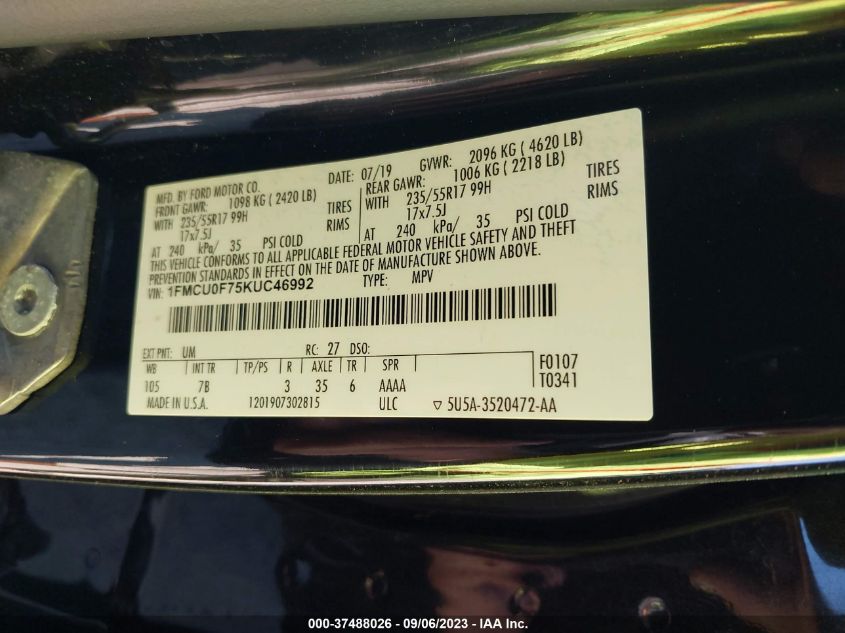 MFD. BY FORD MOTOR CO.
DATE: 07/19
GVWR: 2096 KG ( 4620 LB)
FRONT GAWR: 1098 KG ( 2420 LB)
WITH 235/55R17 99H TIRES
17x7.5J RIMS
AT 240 kPa/ 35 PSI COLD
REAR GAWR: 1006 KG ( 2218 LB)
WITH 235/55R17 99H TIRES
17x7.5J RIMS
AT 240 kPa/ 35 PSI COLD
THIS VEHICLE CONFORMS TO ALL APPLICABLE FEDERAL MOTOR VEHICLE SAFETY AND THEFT
PREVENTION STANDARDS IN EFFECT ON THE DATE OF MANUFACTURE SHOWN ABOVE.
VIN: 1FMCU0F75KUC46992
TYPE: MPV
EXT PNT: UM RC: 27 DSO:
WB INT TR TP/PS R AXLE TR SPR
105 7B 3 35 6 AAAA
F0107
T0341
MADE IN U.S.A. 1201907302815 ULC ▽ 5U5A-3520472-AA
000-37488026 - 09/06/2023 - IAA Inc.